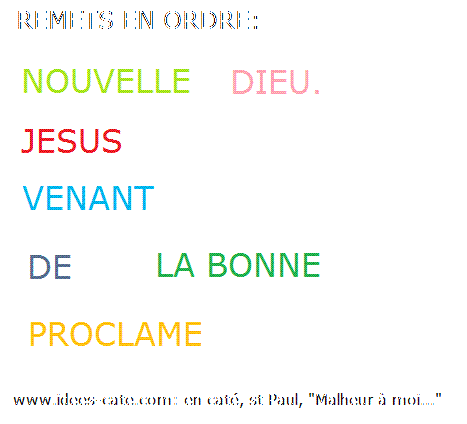 REMETS EN ORDRE:
NOUVELLE DIEU.
JESUS
VENANT
DE LA BONNE
PROCLAME
www.idees-cate.com: en caté, st Paul, "Malheur à moi...."